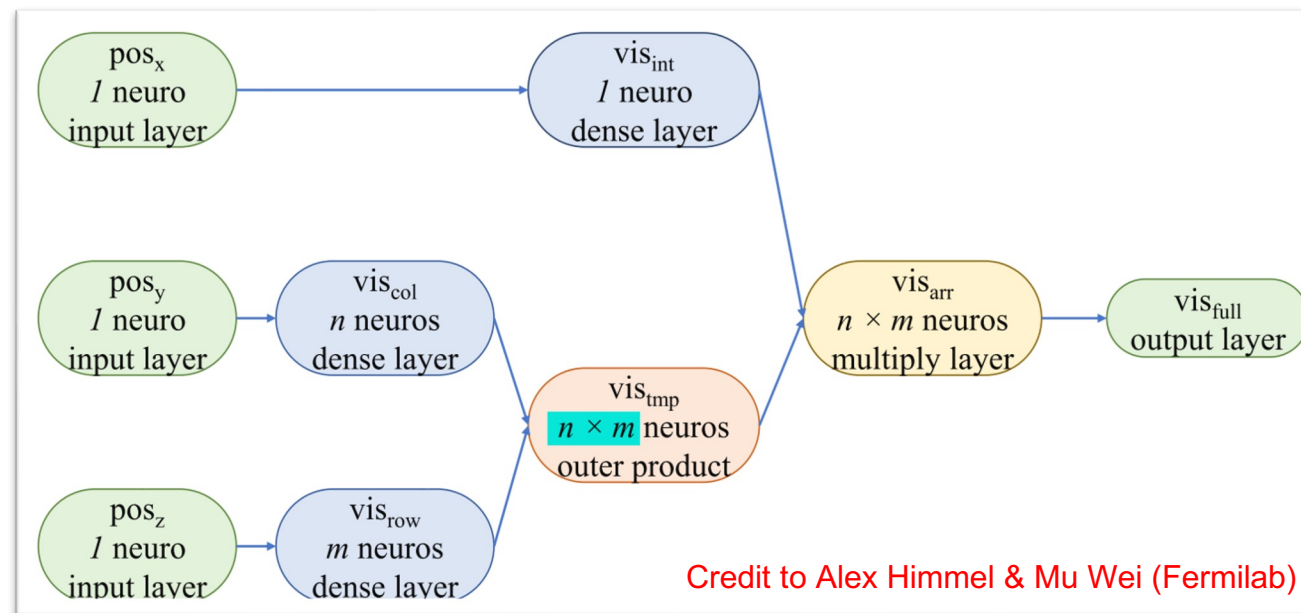 pos_x
1 neuro
input layer
vis_int
1 neuro
dense layer
pos_y
1 neuro
input layer
vis_col
n neuros
dense layer
vis_tmp
n × m neuros
outer product
vis_arr
n × m neuros
multiply layer
vis_full
output layer
pos_z
1 neuro
input layer
vis_row
m neuros
dense layer
Credit to Alex Himmel & Mu Wei (Fermilab)